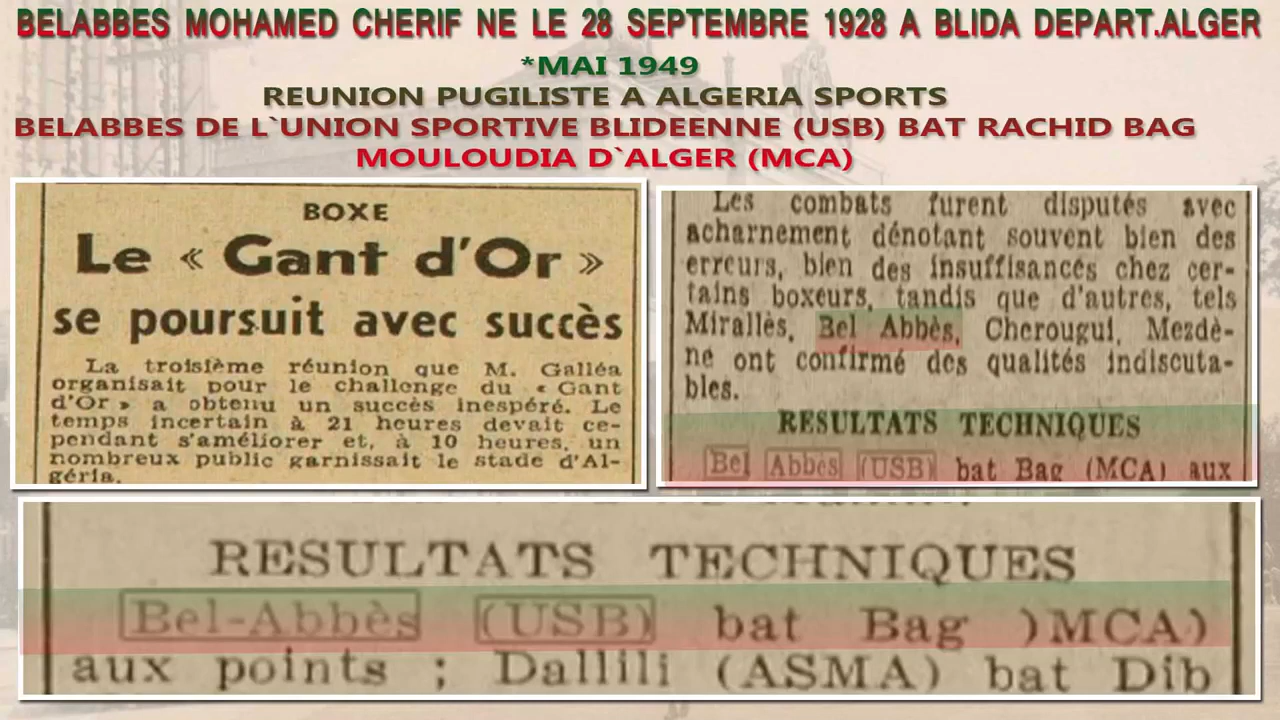 BELABBES MOHAMED CHERIF NE LE 28 SEPTEMBRE 1928 A BLIDA DEPART.ALGER
*MAI 1949
REUNION PUGILISTE A ALGERIA SPORTS
BELABBES DE L`UNION SPORTIVE BLIDEENNE (USB) BAT RACHID BAG
MOULOUDIA D`ALGER (MCA)
BOXE
Le « Gant d'Or »
se poursuit avec succès
La troisième réunion que M. Galléa
organisait pour le challenge du « Gant
d'Or » a obtenu un succès inespéré. Le
temps incertain à 21 heures devait ce-
pendant s'améliorer et, à 10 heures, un
nombreux public garnissait le stade d'Al-
géria.
Les combats furent disputés avec
acharnement dénotant souvent bien des
erreurs, bien des insuffisances chez cer-
tains boxeurs, tandis que d'autres, tels
Mirallès, Bel Abbès, Cherougui, Mezdè-
né ont confirmé des qualités indiscuta-
bles.
RESULTATS TECHNIQUES
Bel Abbès (USB) bat Bag (MCA) aux
RESULTATS TECHNIQUES
Bel-Abbès (USB) bat Bag )MCA)
aux points ; Dallili (ASMA) bat Dib